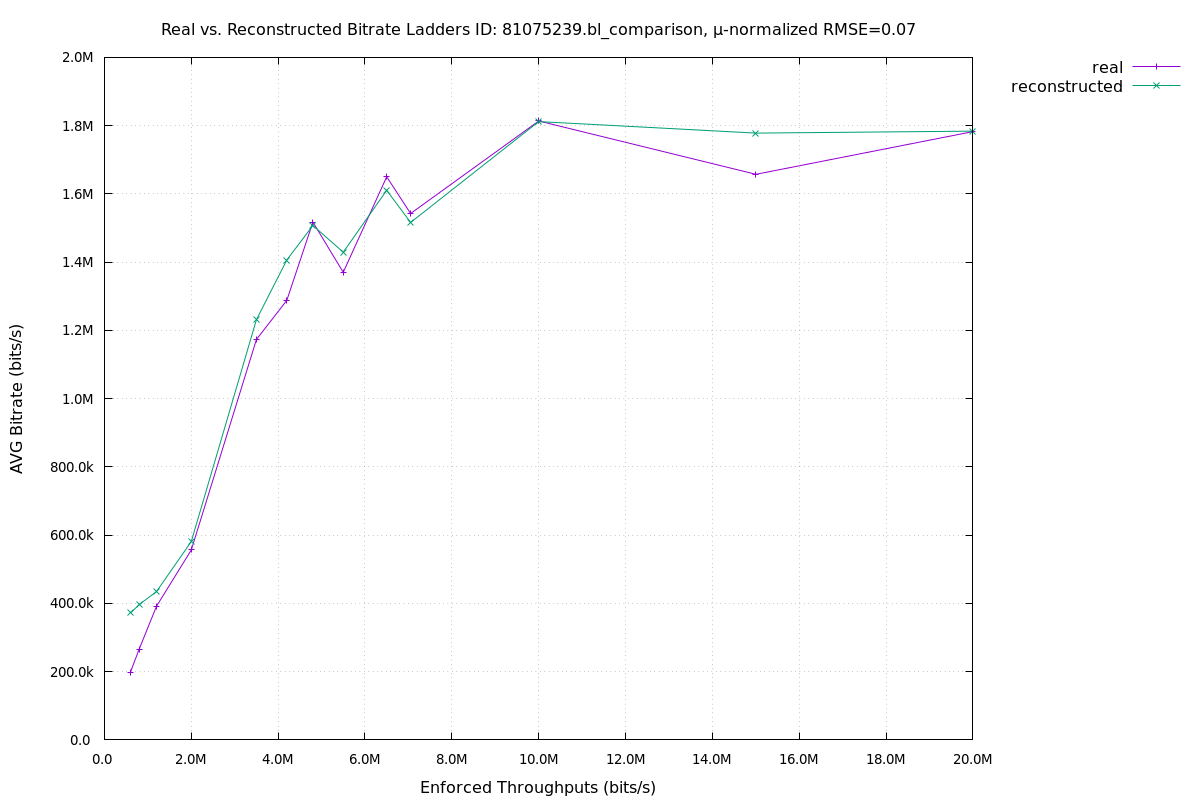 Real vs. Reconstructed Bitrate Ladders ID: 81075239.bl_comparison, μ-normalized RMSE=0.07
real
reconstructed
AVG Bitrate (bits/s)
2.0M
1.8M
1.6M
1.4M
1.2M
1.0M
800.0k
600.0k
400.0k
200.0k
0.0
0.0 2.0M 4.0M 6.0M 8.0M 10.0M 12.0M 14.0M 16.0M 18.0M 20.0M
Enforced Throughputs (bits/s)